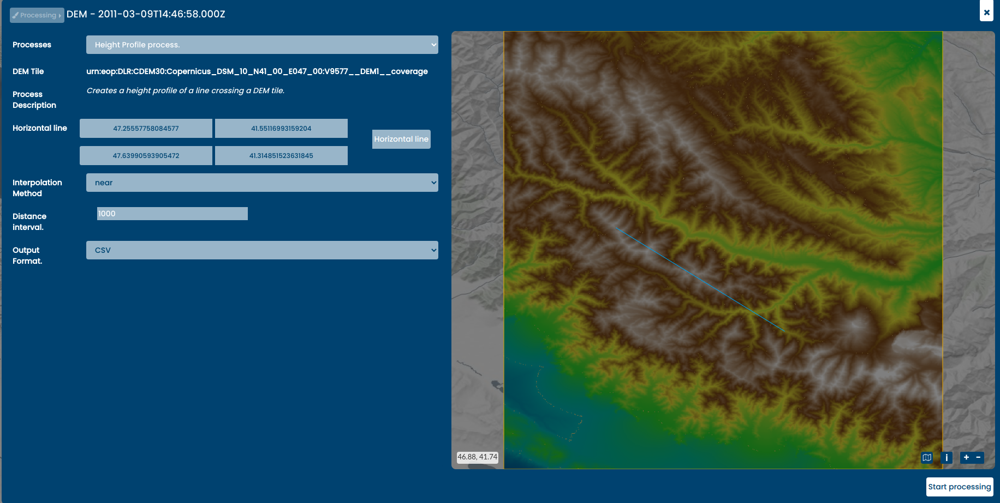 Processing
DEM - 2011-03-09T14:46:58.000Z
Processes
Height Profile process.
DEM Tile
urn:eop:DLR:CDEM30:Copernicus_DSM_10_N41_00_E047_00:V9577__DEM1__coverage
Process
Description
Creates a height profile of a line crossing a DEM tile.
Horizontal line
47.25557758084577
41.55116993159204
47.63990593905472
41.314851523631845
Horizontal line
Interpolation
Method
near
Distance
interval.
1000
Output
Format.
CSV
46.88, 41.74
i
+
-
Start processing